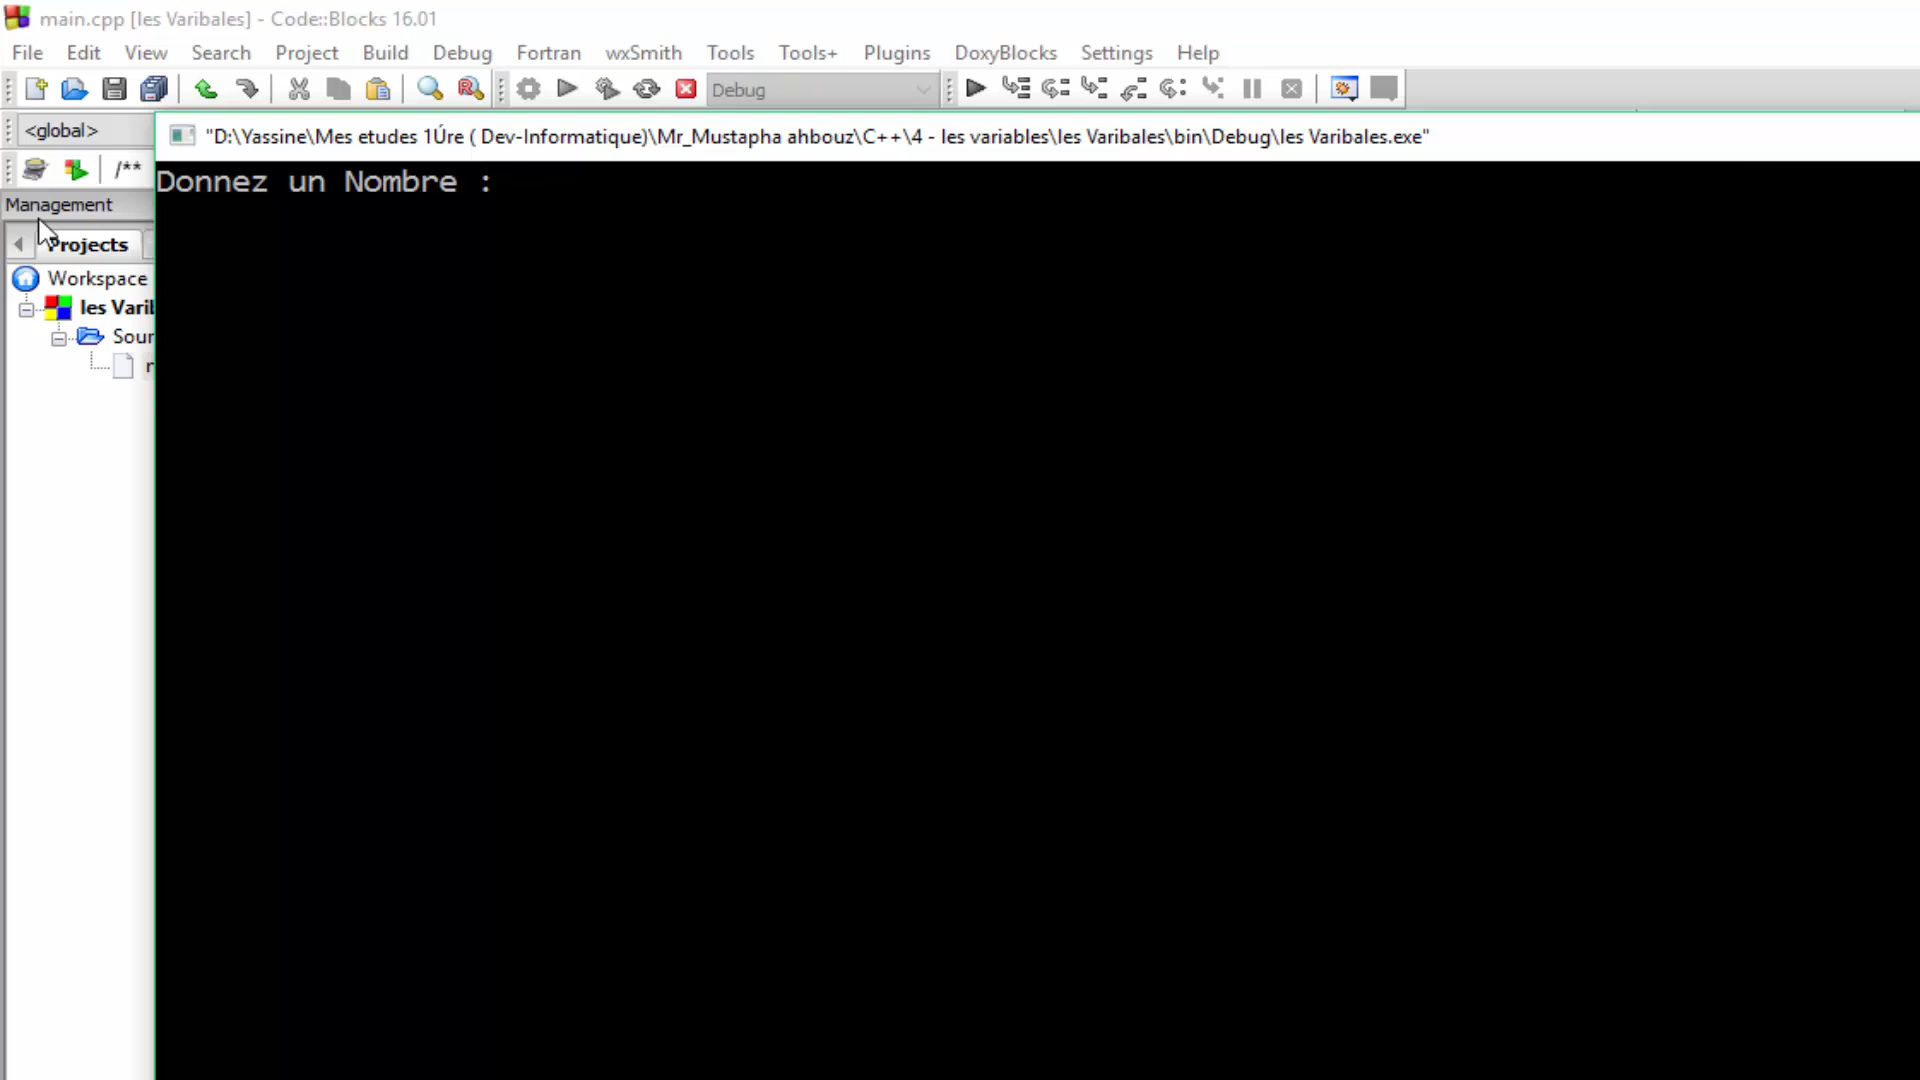 main.cpp [les Varibales] - Code::Blocks 16.01
File Edit View Search Project Build Debug Fortran wxSmith Tools Tools+ Plugins DoxyBlocks Settings Help
Debug
<global>
"D:\Yassine\Mes etudes 1Úre ( Dev-Informatique)\Mr_Mustapha ahbouz\C++\4 - les variables\les Varibales\bin\Debug\les Varibales.exe"
/**
Donnez un Nombre :
Management
Projects
Workspace
les Varib
Sour